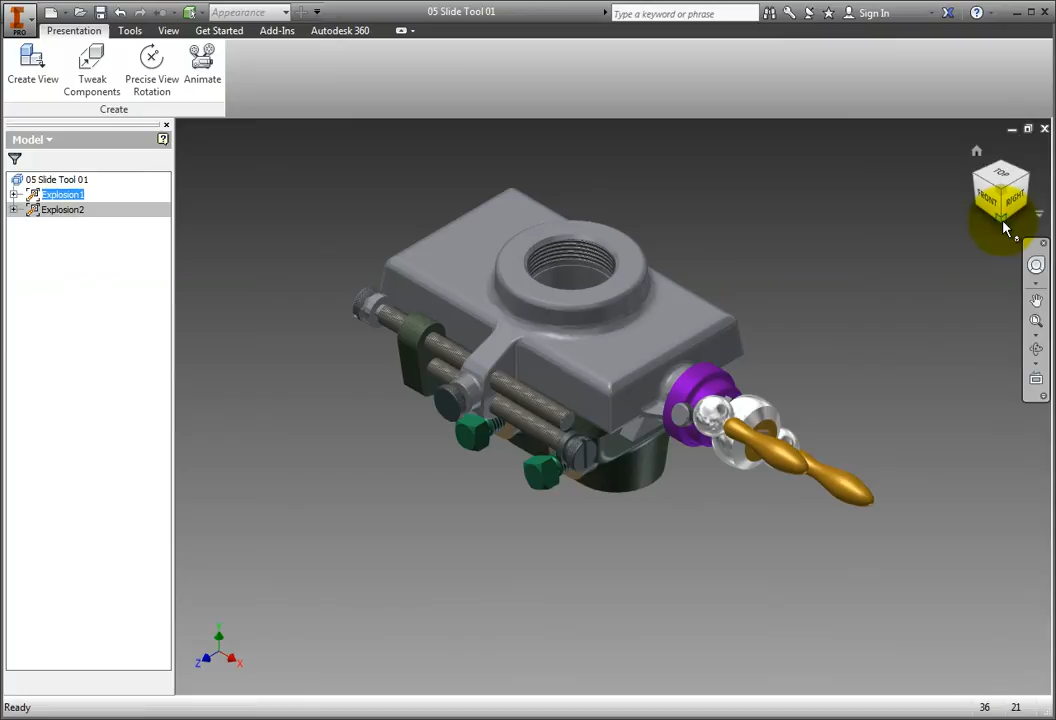 PRO
Appearance
05 Slide Tool 01
Type a keyword or phrase
Sign In
Presentation Tools View Get Started Add-Ins Autodesk 360
Create View
Tweak Components
Precise View Rotation
Animate
Create
Model
05 Slide Tool 01
Explosion1
Explosion2
TOP
FRONT
RIGHT
Y
Z
X
Ready
36 21